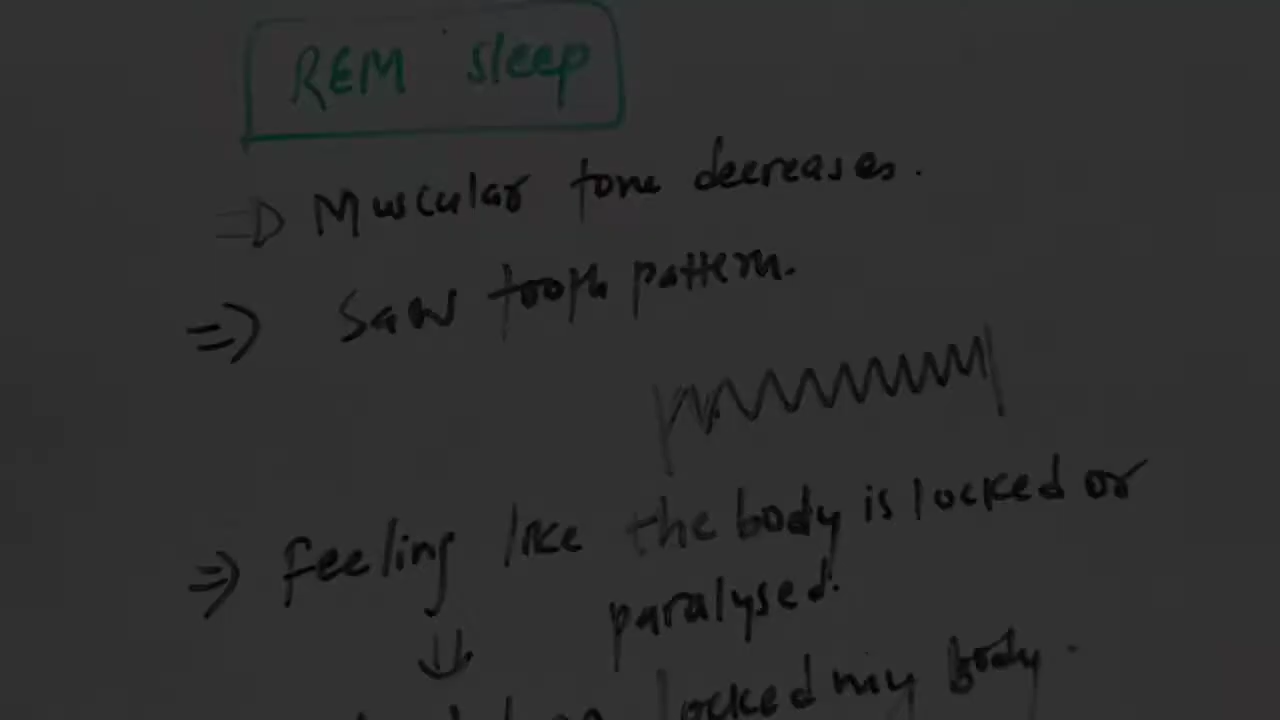 REM sleep
⇒ Muscular tone decreases.
⇒ Saw tooth pattern.
⇒ feeling like the body is locked or
paralysed.
⇓
locked my body.